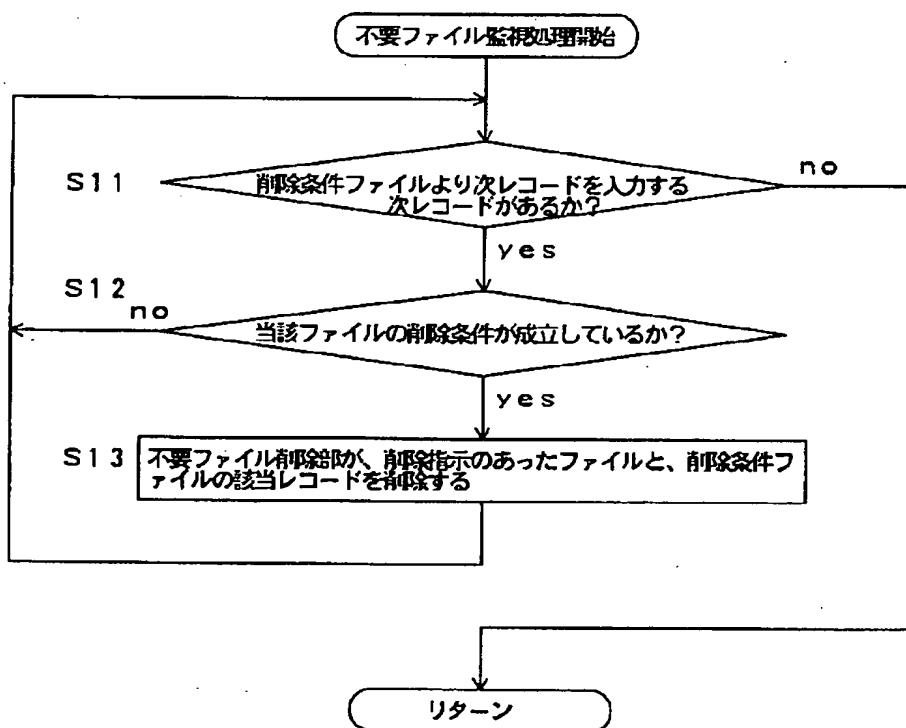 不要ファイル監視処理開始
S11
削除条件ファイルより次レコードを入力する
次レコードがあるか？
no
yes
S12
no
当該ファイルの削除条件が成立しているか？
yes
S13
不要ファイル削除部が、削除指示のあったファイルと、削除条件フ
ァイルの該当レコードを削除する
リターン